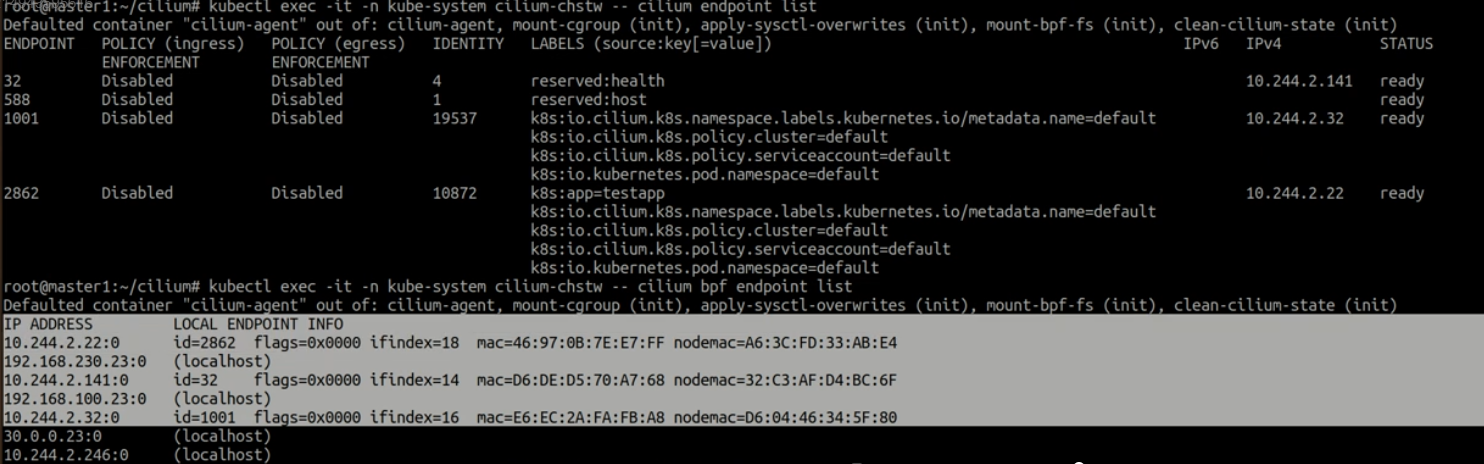 root@master1:~/cilium# kubectl exec -it -n kube-system cilium-chstw -- cilium endpoint list
Defaulted container "cilium-agent" out of: cilium-agent, mount-cgroup (init), apply-sysctl-overwrites (init), mount-bpf-fs (init), clean-cilium-state (init)
ENDPOINT POLICY (ingress) POLICY (egress) IDENTITY LABELS (source:key[=value]) IPv6 IPv4 STATUS
ENFORCEMENT ENFORCEMENT
32 Disabled Disabled 4 reserved:health 10.244.2.141 ready
588 Disabled Disabled 1 reserved:host ready
1001 Disabled Disabled 19537 k8s:io.cilium.k8s.namespace.labels.kubernetes.io/metadata.name=default 10.244.2.32 ready
k8s:io.cilium.k8s.policy.cluster=default
k8s:io.cilium.k8s.policy.serviceaccount=default
k8s:io.kubernetes.pod.namespace=default
2862 Disabled Disabled 10872 k8s:app=testapp 10.244.2.22 ready
k8s:io.cilium.k8s.namespace.labels.kubernetes.io/metadata.name=default
k8s:io.cilium.k8s.policy.cluster=default
k8s:io.cilium.k8s.policy.serviceaccount=default
k8s:io.kubernetes.pod.namespace=default
root@master1:~/cilium# kubectl exec -it -n kube-system cilium-chstw -- cilium bpf endpoint list
Defaulted container "cilium-agent" out of: cilium-agent, mount-cgroup (init), apply-sysctl-overwrites (init), mount-bpf-fs (init), clean-cilium-state (init)
IP ADDRESS LOCAL ENDPOINT INFO
10.244.2.22:0 id=2862 flags=0x0000 ifindex=18 mac=46:97:0B:7E:E7:FF nodemac=A6:3C:FD:33:AB:E4
192.168.230.23:0 (localhost)
10.244.2.141:0 id=32 flags=0x0000 ifindex=14 mac=D6:DE:D5:70:A7:68 nodemac=32:C3:AF:D4:BC:6F
192.168.100.23:0 (localhost)
10.244.2.32:0 id=1001 flags=0x0000 ifindex=16 mac=E6:EC:2A:FA:FB:A8 nodemac=D6:04:46:34:5F:80
30.0.0.23:0 (localhost)
10.244.2.246:0 (localhost)